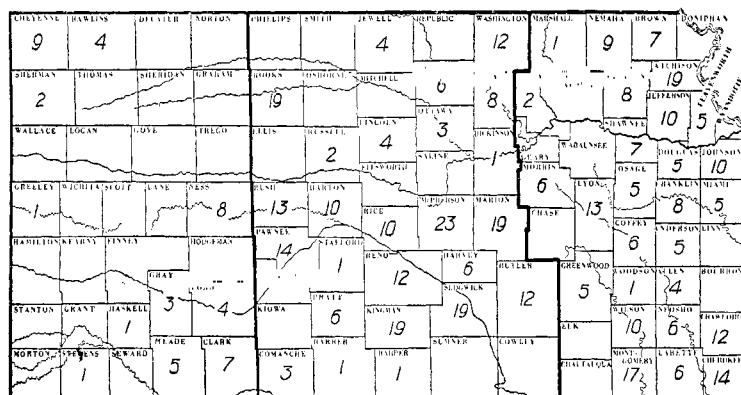 CHEYENNE RAWLINS DECATUR NORTON PHILIPS SMITH JEWELL REPUBLIC WASHINGTON MARSHALL NEMAHA BROWN DONIPHAN
9 4 4 12 1 9 7
ATCHISON
19
SHERMAN THOMAS SHERIDAN GRAHAM ROOKS OSBORNE MITCHELL
2 19 6 8 2 8
JEFFERSON LEAVENWORTH WYANDOTTE
10 5
LINCOLN OTTAWA
4 3
WALLACE LOGAN GOVE TREGO ELLIS RUSSELL DICKINSON SHAWNEE
2 1 7
ELLSWORTH SALINE GEARY WABAUNSEE DOUGLAS JOHNSON
5 10
MORRIS OSAGE
6 5
GREELEY WICHITA SCOTT LANE NESS RUSH BARTON MCPHERSON MARION LYON FRANKLIN MIAMI
1 8 13 10 23 19 13 8 5
RICE CHASE
10
PAWNEE COFFEY ANDERSON LINN
14 6 5
HAMILTON KEARNY FINNEY HODGEMAN STAFFORD RENO HARVEY BUTLER
1 12 6 12
GRAY GREENWOOD WOODSON ALLEN BOURBON
3 4 5 1 4
SEDGWICK
19
STANTON GRANT HASKELL KIOWA PRATT KINGMAN WILSON NEOSHO CRAWFORD
1 6 19 10 6 12
MEADE CLARK BARBER SUMNER COWLEY ELK
5 7 1
MORTON STEVENS SEWARD COMANCHE HARPER CHAUTAUQUA MONT-GOMERY LABETTE CHEROKEE
1 3 1 17 6 14